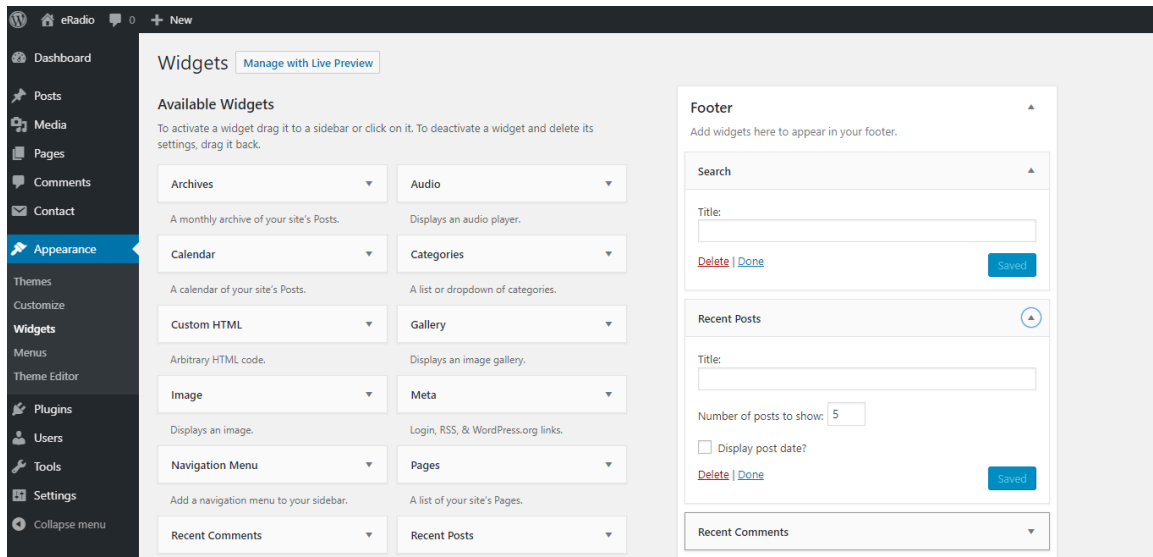 eRadio 0 New
Dashboard
Posts
Media
Pages
Comments
Contact
Appearance
Themes
Customize
Widgets
Menus
Theme Editor
Plugins
Users
Tools
Settings
Collapse menu
Widgets Manage with Live Preview
Available Widgets
To activate a widget drag it to a sidebar or click on it. To deactivate a widget and delete its
settings, drag it back.
Archives
A monthly archive of your site's Posts.
Audio
Displays an audio player.
Calendar
A calendar of your site's Posts.
Categories
A list or dropdown of categories.
Custom HTML
Arbitrary HTML code.
Gallery
Displays an image gallery.
Image
Displays an image.
Meta
Login, RSS, & WordPress.org links.
Navigation Menu
Add a navigation menu to your sidebar.
Pages
A list of your site's Pages.
Recent Comments
Recent Posts
Footer
Add widgets here to appear in your footer.
Search
Title:
Delete | Done Saved
Recent Posts
Title:
Number of posts to show: 5
Display post date?
Delete | Done Saved
Recent Comments